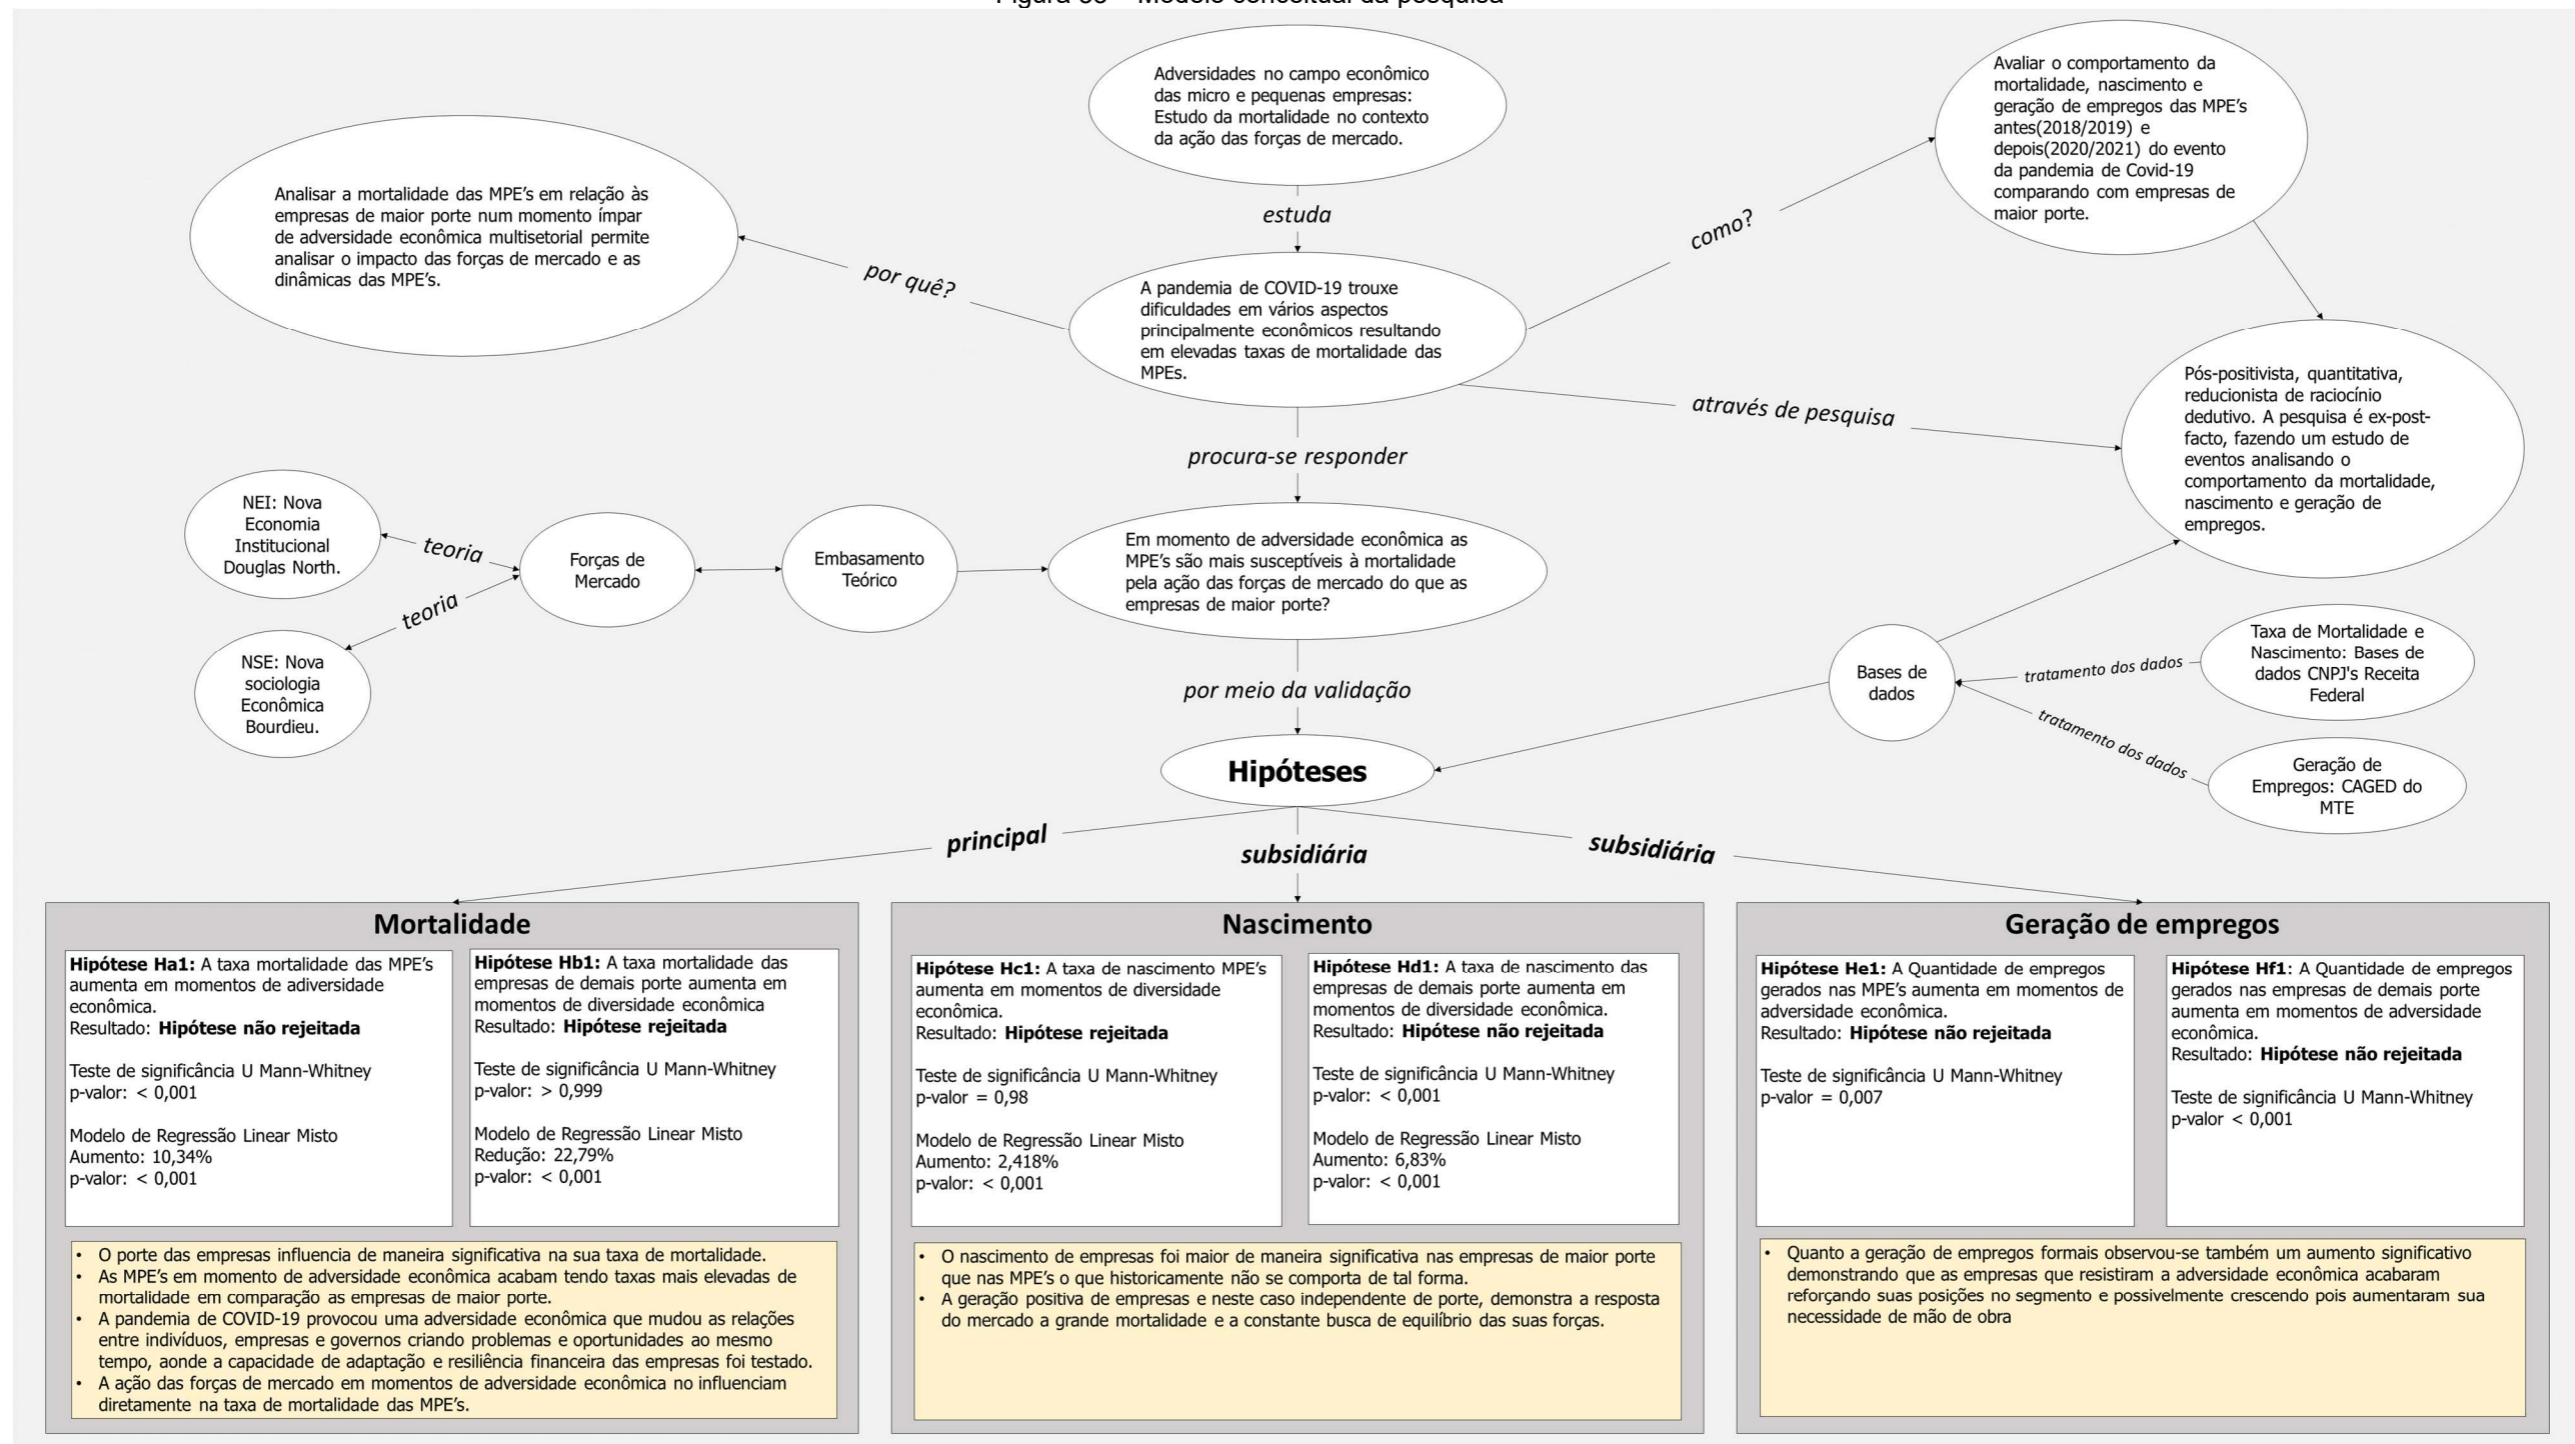 Adversidades no campo econômico
das micro e pequenas empresas:
Estudo da mortalidade no contexto
da ação das forças de mercado.
estuda
Avaliar o comportamento da
mortalidade, nascimento e
geração de empregos das MPE's
antes(2018/2019) e
depois(2020/2021) do evento
da pandemia de Covid-19
comparando com empresas de
maior porte.
Analisar a mortalidade das MPE's em relação às
empresas de maior porte num momento ímpar
de adversidade econômica multisetorial permite
analisar o impacto das forças de mercado e as
dinâmicas das MPE's.
por quê?
como?
A pandemia de COVID-19 trouxe
dificuldades em vários aspectos
principalmente econômicos resultando
em elevadas taxas de mortalidade das
MPEs.
através de pesquisa
Pós-positivista, quantitativa,
reducionista de raciocínio
dedutivo. A pesquisa é ex-post-
facto, fazendo um estudo de
eventos analisando o
comportamento da mortalidade,
nascimento e geração de
empregos.
procura-se responder
NEI: Nova
Economia
Institucional
Douglas North.
teoria
NSE: Nova
sociologia
Econômica
Bourdieu.
teoria
Forças de
Mercado
Embasamento
Teórico
Em momento de adversidade econômica as
MPE's são mais susceptíveis à mortalidade
pela ação das forças de mercado do que as
empresas de maior porte?
por meio da validação
Bases de
dados
tratamento dos dados
Taxa de Mortalidade e
Nascimento: Bases de
dados CNPJ's Receita
Federal
tratamento dos dados
Geração de
Empregos: CAGED do
MTE
Hipóteses
principal
subsidiária
subsidiária
Mortalidade
Hipótese Ha1: A taxa mortalidade das MPE's
aumenta em momentos de adiversidade
econômica.
Resultado: Hipótese não rejeitada
Teste de significância U Mann-Whitney
p-valor: < 0,001
Modelo de Regressão Linear Misto
Aumento: 10,34%
p-valor: < 0,001
Hipótese Hb1: A taxa mortalidade das
empresas de demais porte aumenta em
momentos de diversidade econômica
Resultado: Hipótese rejeitada
Teste de significância U Mann-Whitney
p-valor: > 0,999
Modelo de Regressão Linear Misto
Redução: 22,79%
p-valor: < 0,001
• O porte das empresas influencia de maneira significativa na sua taxa de mortalidade.
• As MPE's em momento de adversidade econômica acabam tendo taxas mais elevadas de
mortalidade em comparação as empresas de maior porte.
• A pandemia de COVID-19 provocou uma adversidade econômica que mudou as relações
entre indivíduos, empresas e governos criando problemas e oportunidades ao mesmo
tempo, aonde a capacidade de adaptação e resiliência financeira das empresas foi testado.
• A ação das forças de mercado em momentos de adversidade econômica no influenciam
diretamente na taxa de mortalidade das MPE's.
Nascimento
Hipótese Hc1: A taxa de nascimento MPE's
aumenta em momentos de diversidade
econômica.
Resultado: Hipótese rejeitada
Teste de significância U Mann-Whitney
p-valor = 0,98
Modelo de Regressão Linear Misto
Aumento: 2,418%
p-valor: < 0,001
Hipótese Hd1: A taxa de nascimento das
empresas de demais porte aumenta em
momentos de diversidade econômica.
Resultado: Hipótese não rejeitada
Teste de significância U Mann-Whitney
p-valor: < 0,001
Modelo de Regressão Linear Misto
Aumento: 6,83%
p-valor: < 0,001
• O nascimento de empresas foi maior de maneira significativa nas empresas de maior porte
que nas MPE's o que historicamente não se comporta de tal forma.
• A geração positiva de empresas e neste caso independente de porte, demonstra a resposta
do mercado a grande mortalidade e a constante busca de equilíbrio das suas forças.
Geração de empregos
Hipótese He1: A Quantidade de empregos
gerados nas MPE's aumenta em momentos de
adversidade econômica.
Resultado: Hipótese não rejeitada
Teste de significância U Mann-Whitney
p-valor = 0,007
Hipótese Hf1: A Quantidade de empregos
gerados nas empresas de demais porte
aumenta em momentos de adversidade
econômica.
Resultado: Hipótese não rejeitada
Teste de significância U Mann-Whitney
p-valor < 0,001
• Quanto a geração de empregos formais observou-se também um aumento significativo
demonstrando que as empresas que resistiram a adversidade econômica acabaram
reforçando suas posições no segmento e possivelmente crescendo pois aumentaram sua
necessidade de mão de obra